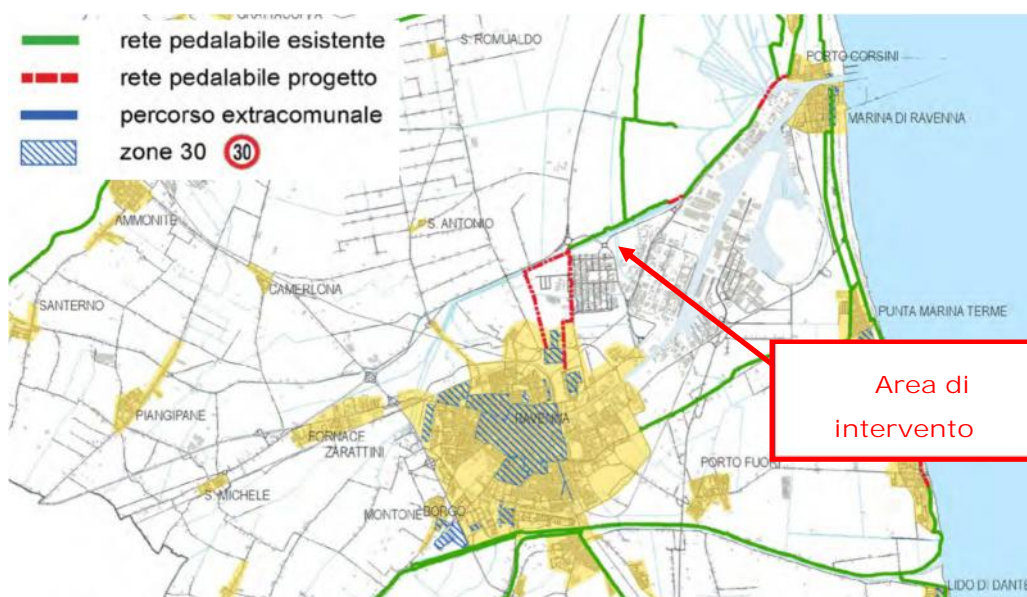 rete pedalabile esistente
rete pedalabile progetto
percorso extracomunale
zone 30 30
S. ROMUALDO
PORTO CORSINI
MARINA DI RAVENNA
AMMONITE
S. ANTONIO
CAMERLONA
SANTERNO
PUNTA MARINA TERME
Area di
intervento
PIANGIPANE
RAVENNA
FORNACE
ZARATTINI
PORTO FUORI
S. MICHELE
MONTONE
BORGO
LIDO DI DANTE